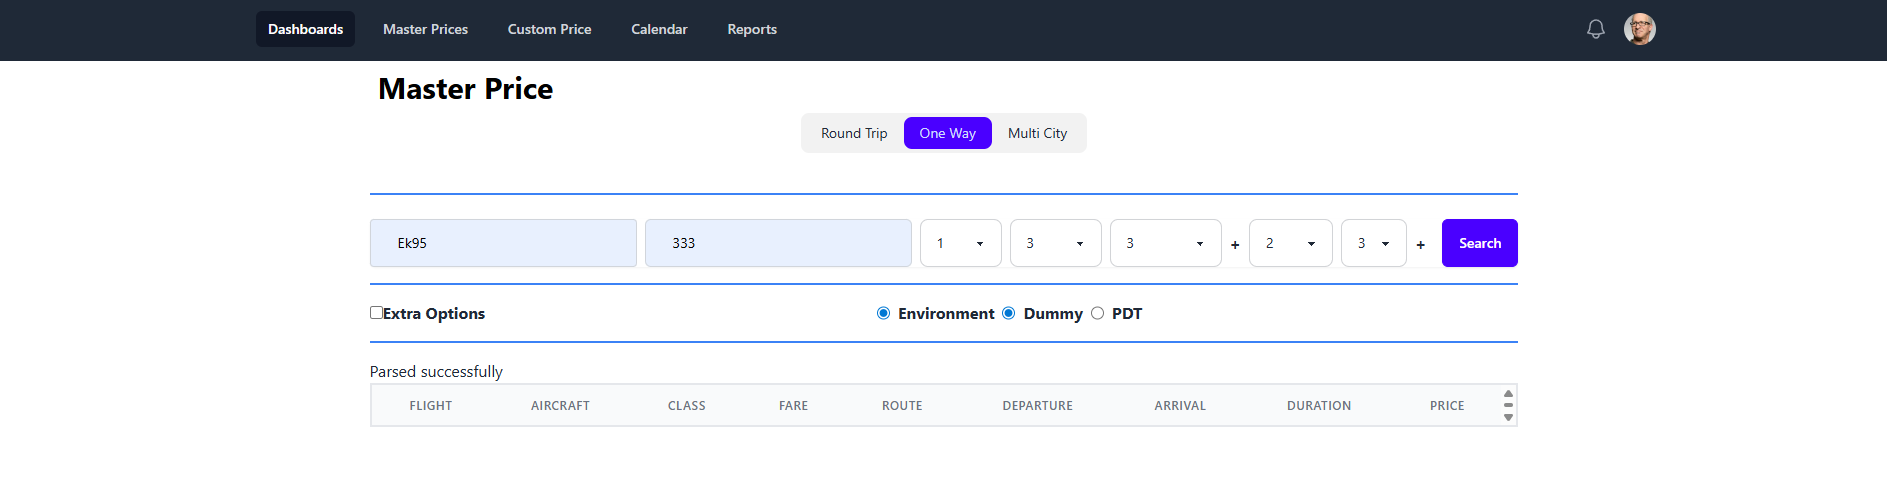 Dashboards Master Prices Custom Price Calendar Reports
Master Price
Round Trip One Way Multi City
Ek95 333 1 3 3 + 2 3 + Search
Extra Options Environment Dummy PDT
Parsed successfully
FLIGHT AIRCRAFT CLASS FARE ROUTE DEPARTURE ARRIVAL DURATION PRICE